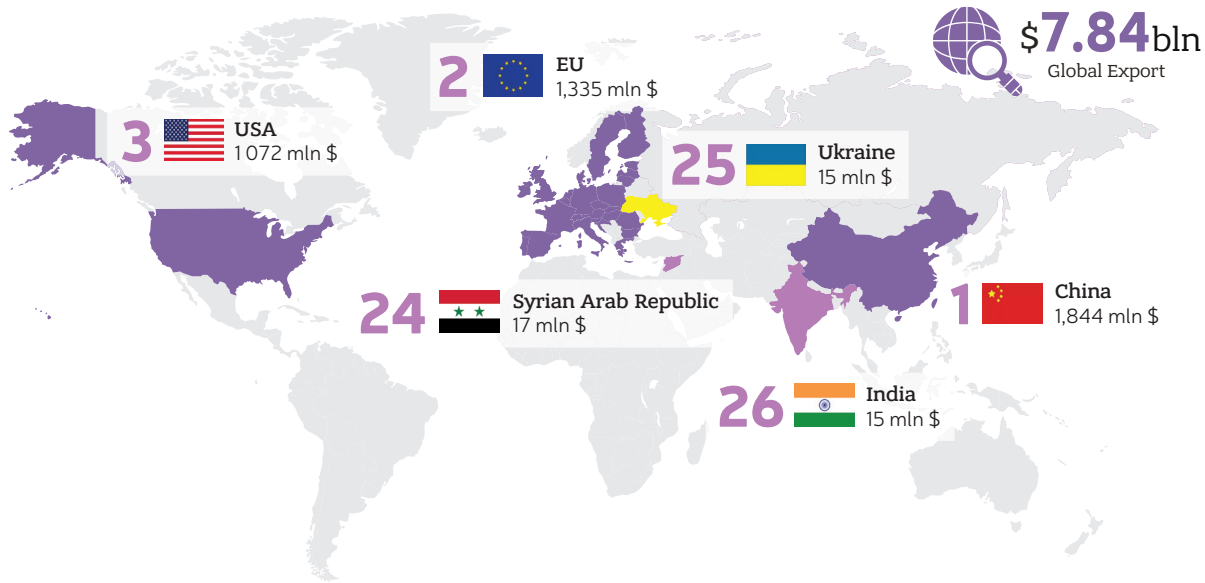 $7.84bln
Global Export
2
EU
1,335 mln $
3
USA
1 072 mln $
25
Ukraine
15 mln $
24
Syrian Arab Republic
17 mln $
1
China
1,844 mln $
26
India
15 mln $